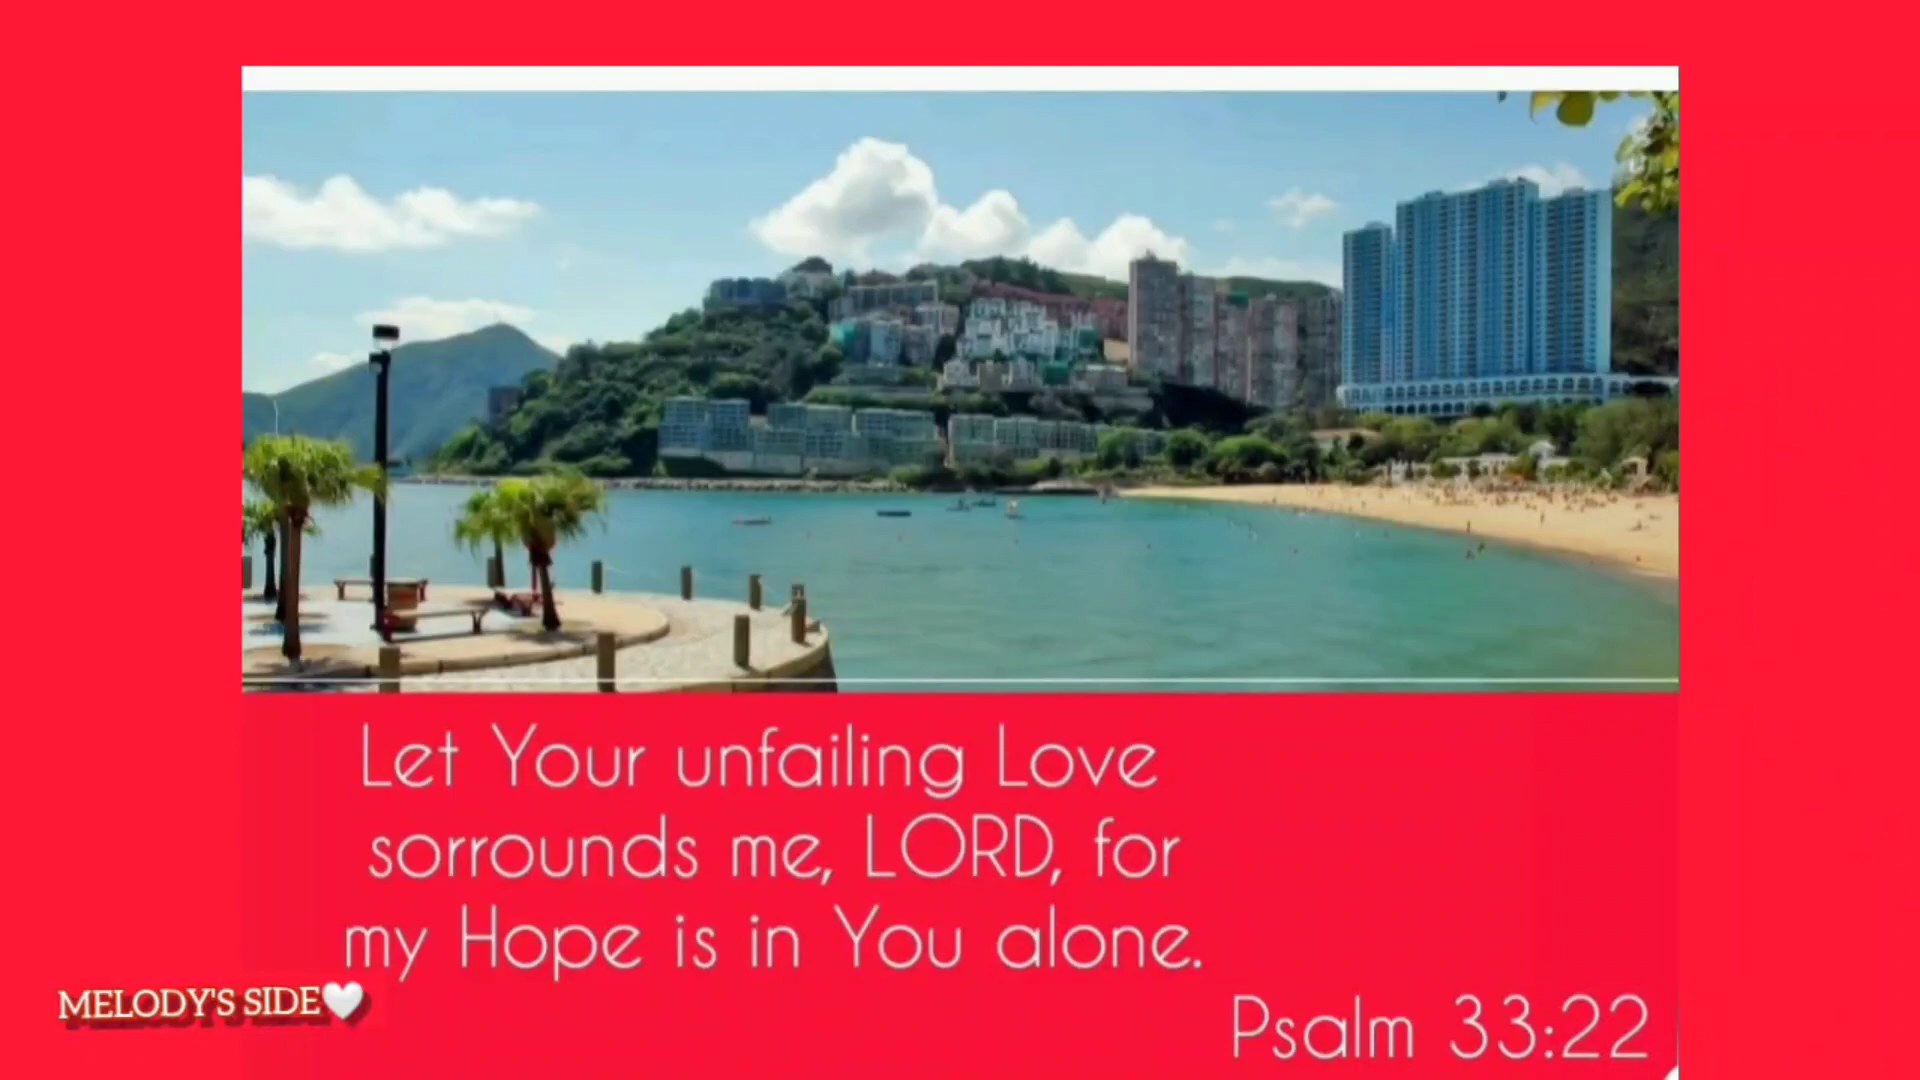 Let Your unfailing Love
sorrounds me, LORD, for
my Hope is in You alone.
Psalm 33:22
MELODY'S SIDE🤍